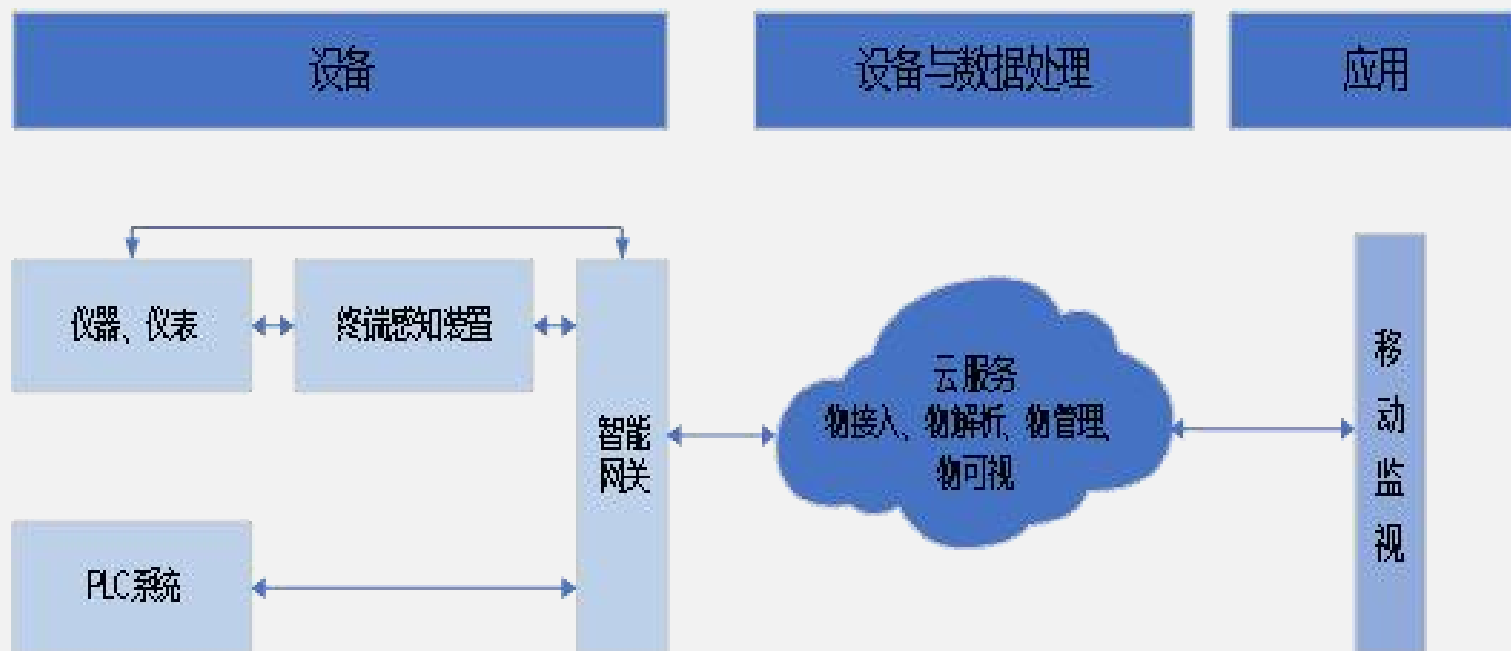 设备
设备与数据处理
应用
仪器、仪表
终端感知装置
智能
网关
PLC系统
云服务
物接入、物解析、物管理、
物可视
移
动
监
视